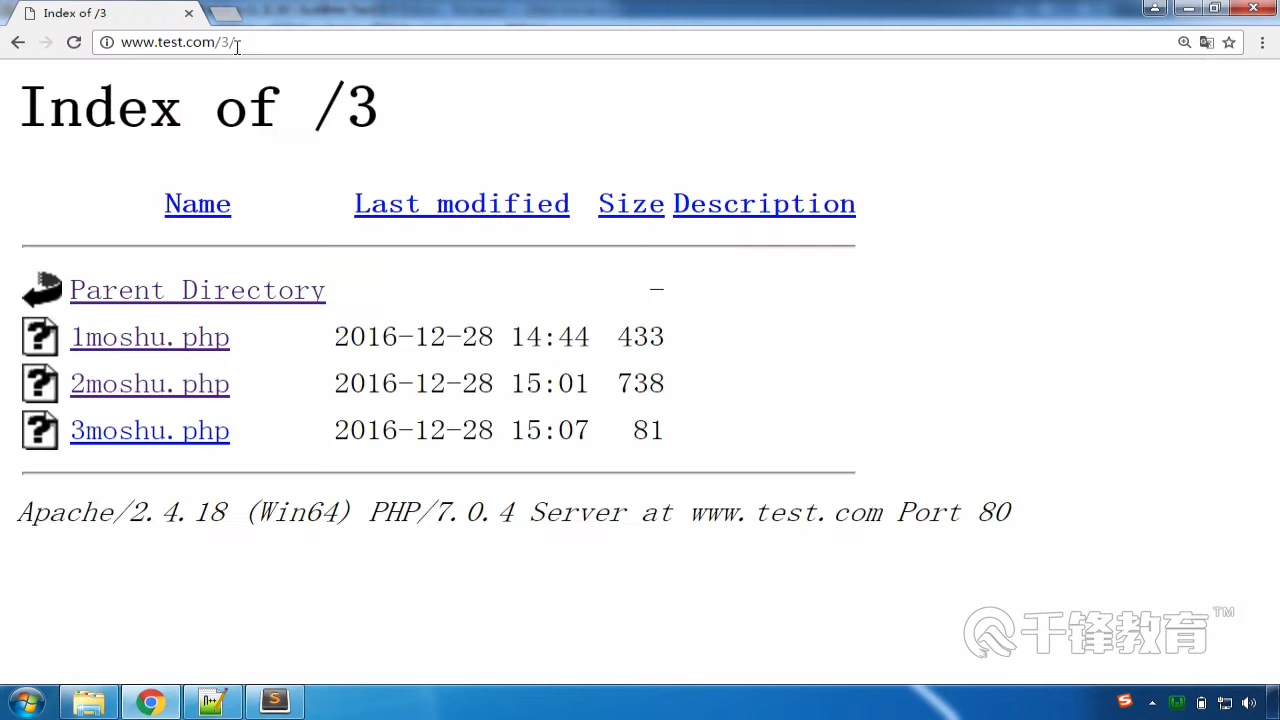 Index of /3
www.test.com/3/
Index of /3
Name Last modified Size Description
Parent Directory -
1moshu.php 2016-12-28 14:44 433
2moshu.php 2016-12-28 15:01 738
3moshu.php 2016-12-28 15:07 81
Apache/2.4.18 (Win64) PHP/7.0.4 Server at www.test.com Port 80
千锋教育™